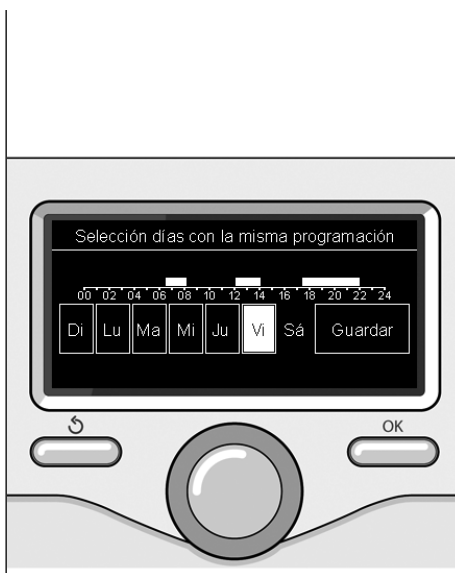 Selección días con la misma programación
00 02 04 06 08 10 12 14 16 18 20 22 24
Di Lu Ma Mi Ju Vi Sá Guardar
OK